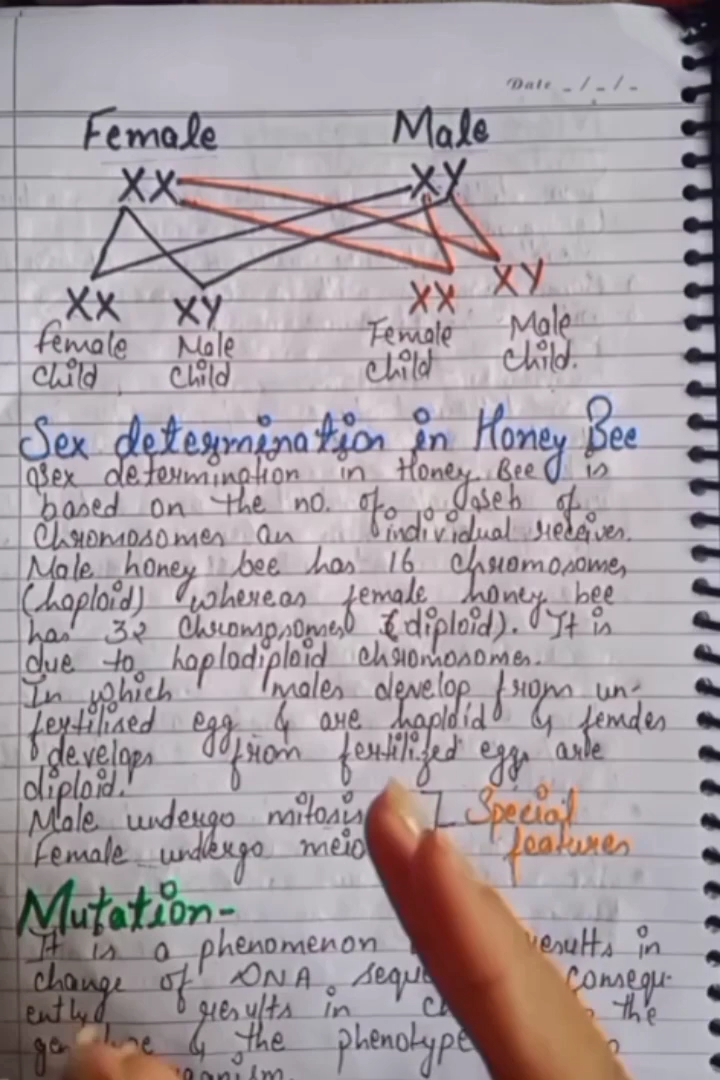 Date _/_/_
Female Male
XX XY
XX XY XX XY
Female Male Female Male
Child Child Child Child.
Sex determination in Honey Bee
Sex determination in Honey Bee is
based on the no. of set of
Chromosomes an individual receives.
Male honey bee has 16 chromosomes
(haploid) whereas female honey bee
has 32 Chromosomes (diploid). It is
due to haplodiploid chromosomes.
In which males develop from un-
fertilised egg & are haploid & females
develops from fertilized egg are
diploid.
Male undergo mitosis ] Special
Female undergo features
Mutation-
It is a phenomenon results in
change of DNA consequ-
ently results in the
& the phenotype